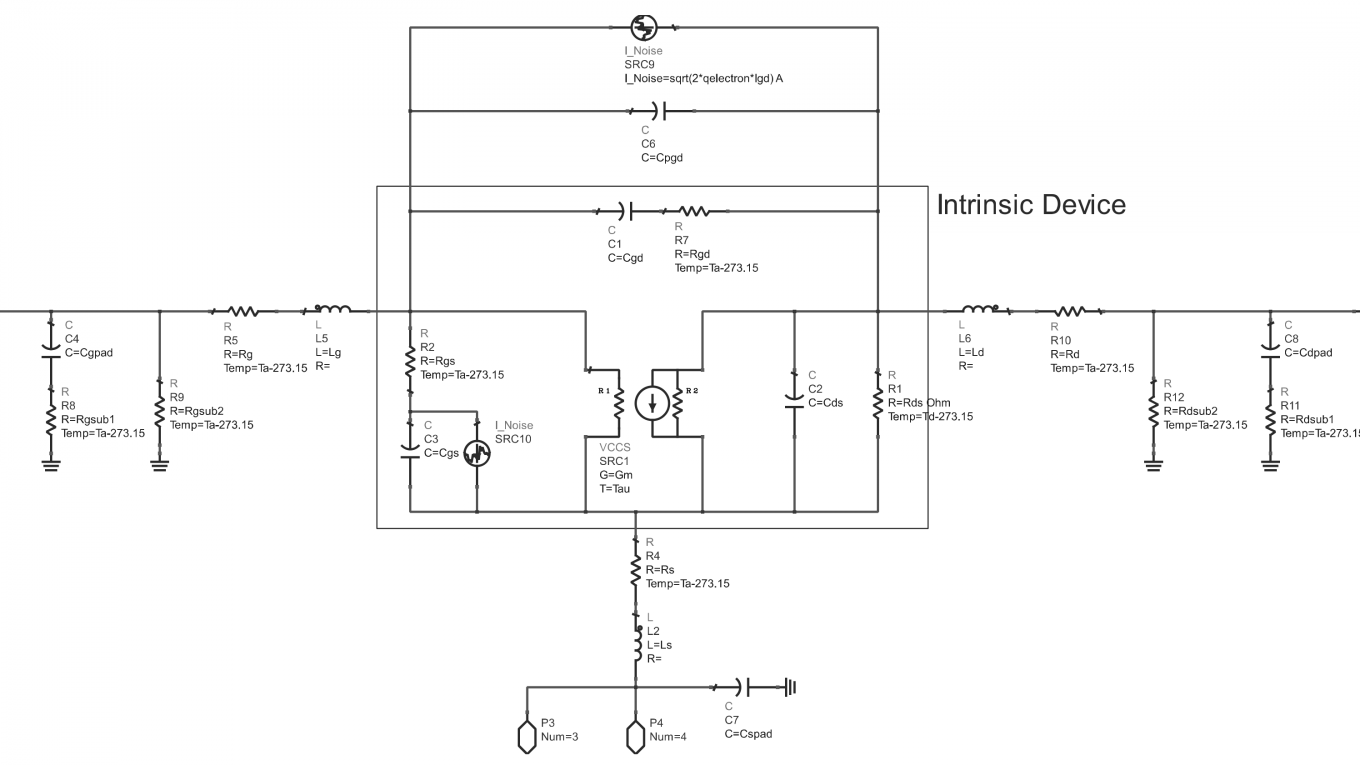 I_Noise
SRC9
I_Noise=sqrt(2*qelectron*Igd) A
C
C6
C=Cpgd
Intrinsic Device
C
C1
C=Cgd
R
R7
R=Rgd
Temp=Ta-273.15
C
C4
C=Cgpad
R
R8
R=Rgsub1
Temp=Ta-273.15
R
R9
R=Rgsub2
Temp=Ta-273.15
R
R5
R=Rg
Temp=Ta-273.15
L
L5
L=Lg
R=
R
R2
R=Rgs
Temp=Ta-273.15
C
C3
C=Cgs
I_Noise
SRC10
R1
R2
VCCS
SRC1
G=Gm
T=Tau
C
C2
C=Cds
R
R1
R=Rds Ohm
Temp=Td-273.15
L
L6
L=Ld
R=
R
R10
R=Rd
Temp=Ta-273.15
R
R12
R=Rdsub2
Temp=Ta-273.15
C
C8
C=Cdpad
R
R11
R=Rdsub1
Temp=Ta-273.15
R
R4
R=Rs
Temp=Ta-273.15
L
L2
L=Ls
R=
C
C7
C=Cspad
P3
Num=3
P4
Num=4